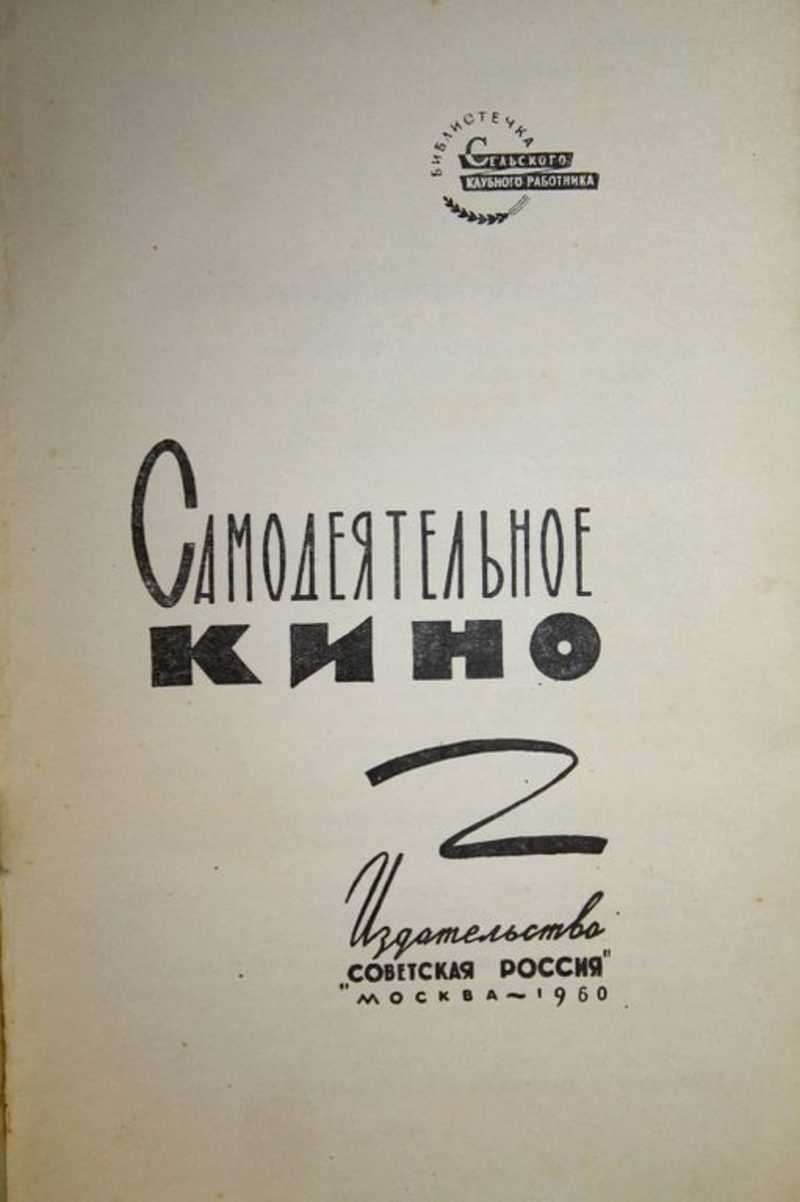 БИБЛИОТЕЧКА
СЕЛЬСКОГО
КЛУБНОГО РАБОТНИКА
САМОДЕЯТЕЛЬНОЕ
КИНО
2
Издательство
"СОВЕТСКАЯ РОССИЯ"
МОСКВА~1960